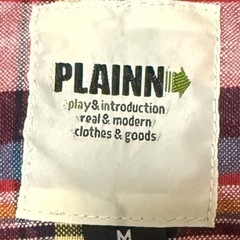 PLAINN
play&introduction
real & modern
clothes & goods
M